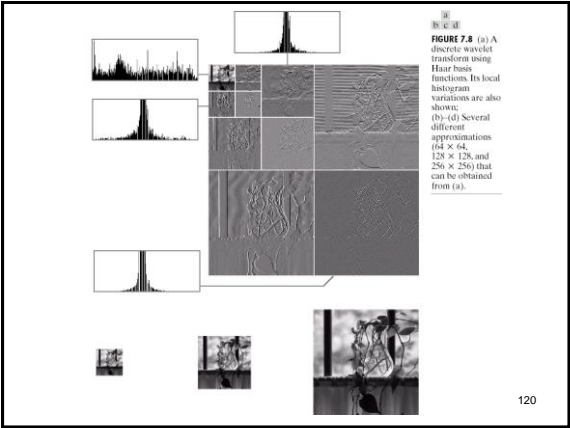 a
b c d
FIGURE 7.8 (a) A
discrete wavelet
transform using
Haar basis
functions. Its local
histogram
variations are also
shown;
(b)–(d) Several
different
approximations
(64 × 64,
128 × 128, and
256 × 256) that
can be obtained
from (a).
120